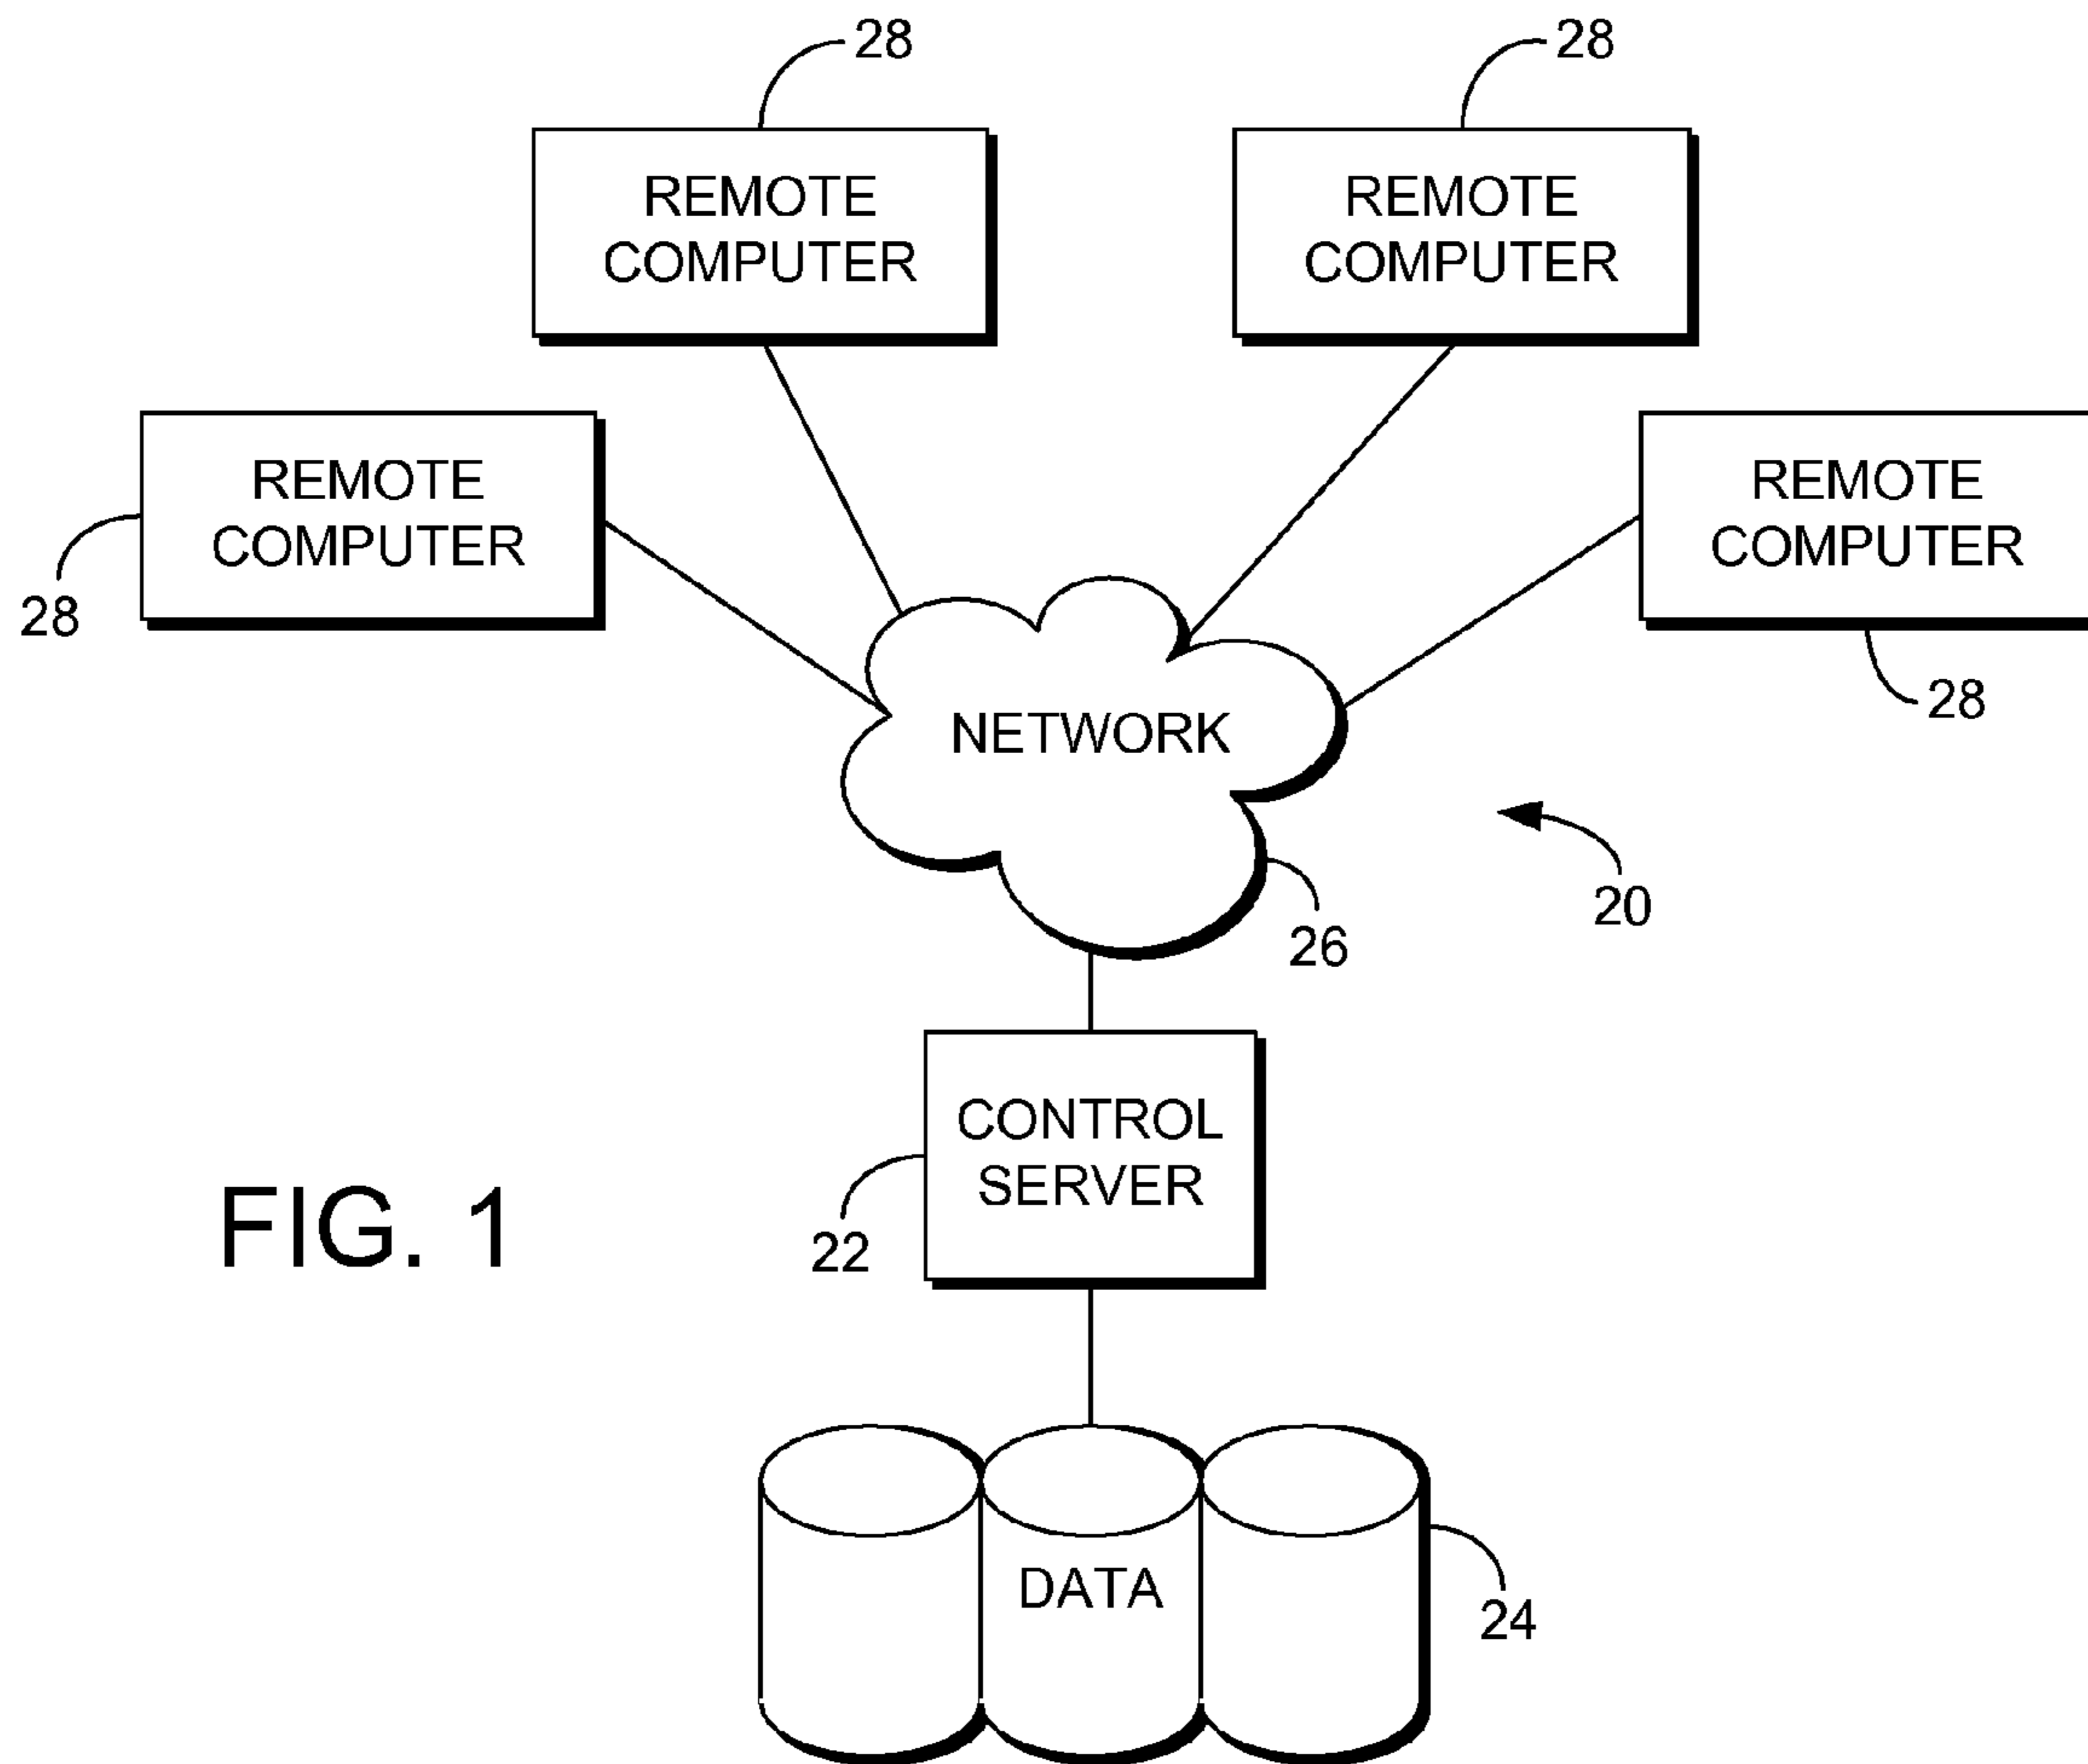 28
28
REMOTE
COMPUTER
REMOTE
COMPUTER
REMOTE
COMPUTER
REMOTE
COMPUTER
28
28
NETWORK
20
26
CONTROL
SERVER
22
FIG. 1
DATA
24